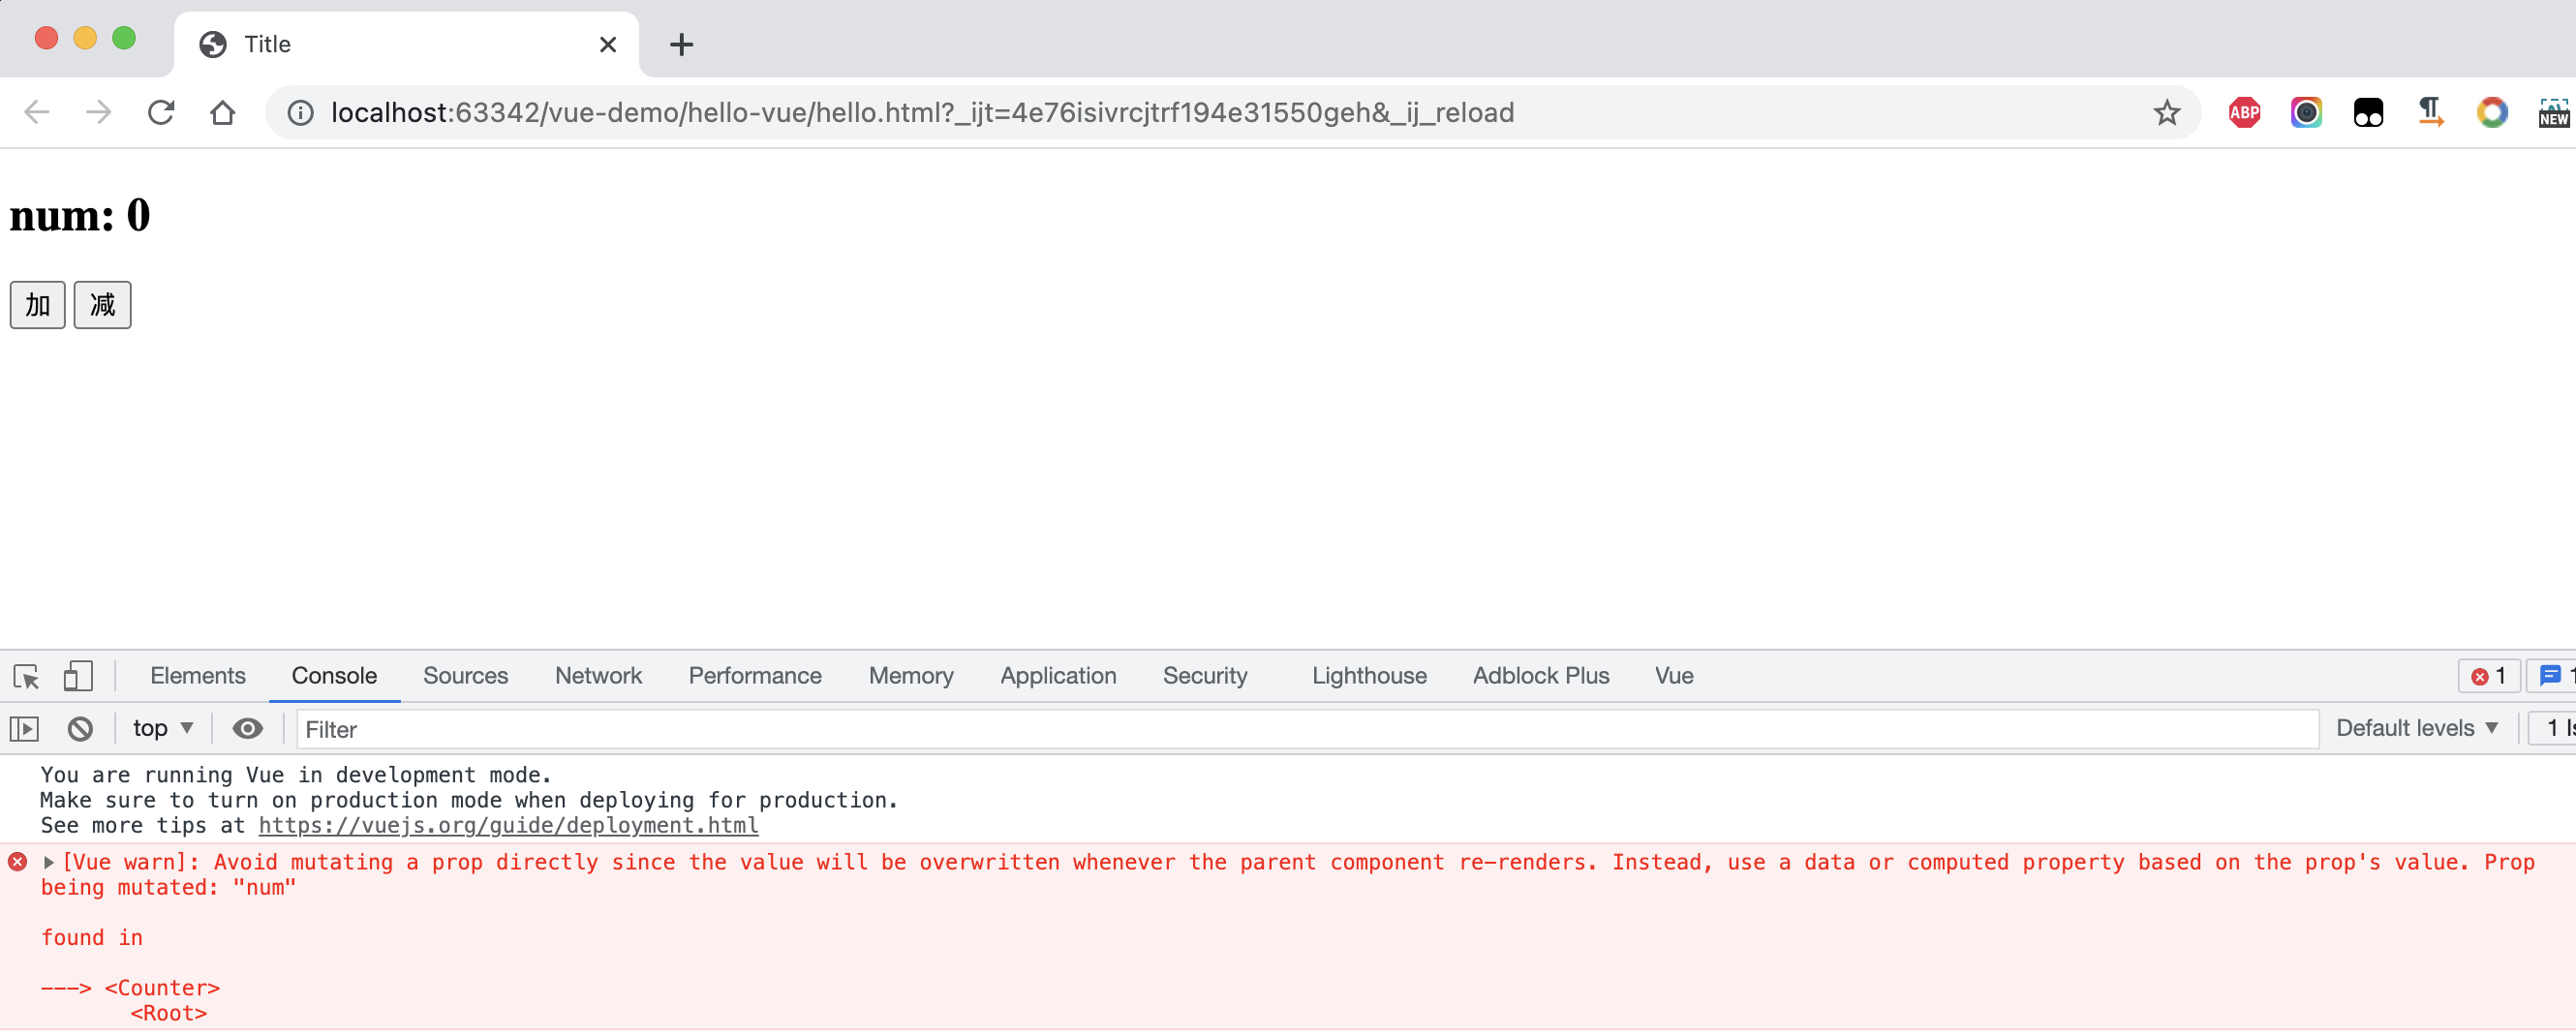 Title
localhost:63342/vue-demo/hello-vue/hello.html?_ijt=4e76isivrcjtrf194e31550geh&_ij_reload
ABP
NEW
num: 0
加 减
Elements Console Sources Network Performance Memory Application Security Lighthouse Adblock Plus Vue 1
top Filter Default levels 1
You are running Vue in development mode.
Make sure to turn on production mode when deploying for production.
See more tips at https://vuejs.org/guide/deployment.html
[Vue warn]: Avoid mutating a prop directly since the value will be overwritten whenever the parent component re-renders. Instead, use a data or computed property based on the prop's value. Prop
being mutated: "num"
found in
---> <Counter>
<Root>